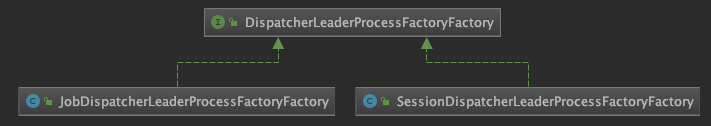 I DispatcherLeaderProcessFactoryFactory
C JobDispatcherLeaderProcessFactoryFactory
C SessionDispatcherLeaderProcessFactoryFactory